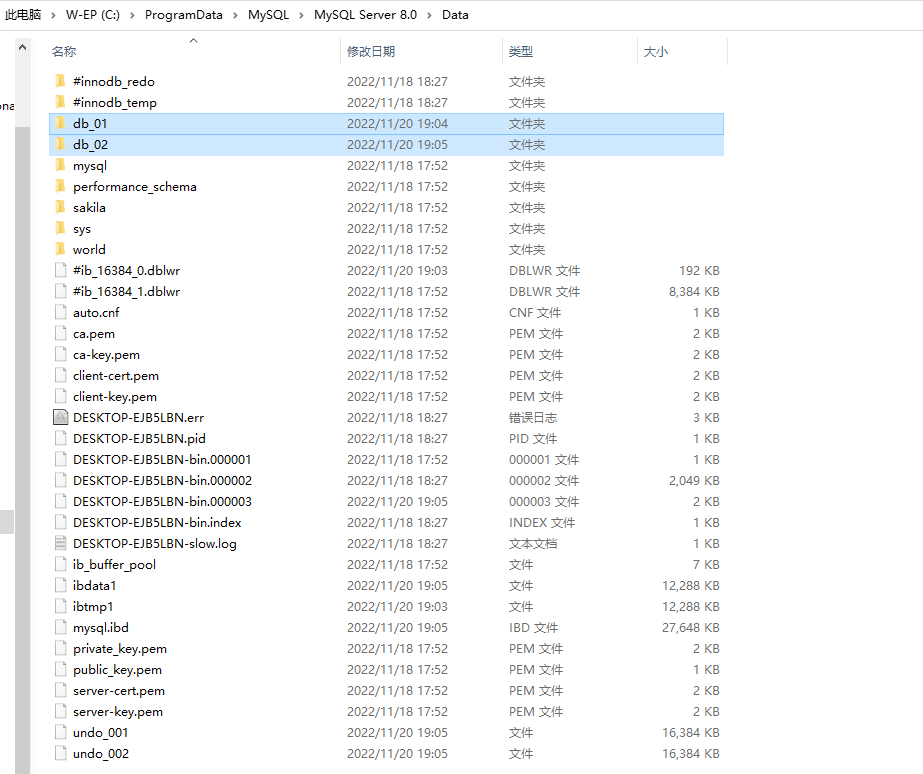 此电脑 > W-EP (C:) > ProgramData > MySQL > MySQL Server 8.0 > Data
名称 修改日期 类型 大小
#innodb_redo 2022/11/18 18:27 文件夹
#innodb_temp 2022/11/18 18:27 文件夹
db_01 2022/11/20 19:04 文件夹
db_02 2022/11/20 19:05 文件夹
mysql 2022/11/18 17:52 文件夹
performance_schema 2022/11/18 17:52 文件夹
sakila 2022/11/18 17:52 文件夹
sys 2022/11/18 17:52 文件夹
world 2022/11/18 17:52 文件夹
#ib_16384_0.dblwr 2022/11/20 19:03 DBLWR 文件 192 KB
#ib_16384_1.dblwr 2022/11/18 17:52 DBLWR 文件 8,384 KB
auto.cnf 2022/11/18 17:52 CNF 文件 1 KB
ca.pem 2022/11/18 17:52 PEM 文件 2 KB
ca-key.pem 2022/11/18 17:52 PEM 文件 2 KB
client-cert.pem 2022/11/18 17:52 PEM 文件 2 KB
client-key.pem 2022/11/18 17:52 PEM 文件 2 KB
DESKTOP-EJB5LBN.err 2022/11/18 18:27 错误日志 3 KB
DESKTOP-EJB5LBN.pid 2022/11/18 18:27 PID 文件 1 KB
DESKTOP-EJB5LBN-bin.000001 2022/11/18 17:52 000001 文件 1 KB
DESKTOP-EJB5LBN-bin.000002 2022/11/18 18:27 000002 文件 2,049 KB
DESKTOP-EJB5LBN-bin.000003 2022/11/20 19:05 000003 文件 2 KB
DESKTOP-EJB5LBN-bin.index 2022/11/18 18:27 INDEX 文件 1 KB
DESKTOP-EJB5LBN-slow.log 2022/11/18 18:27 文本文档 1 KB
ib_buffer_pool 2022/11/18 17:52 文件 7 KB
ibdata1 2022/11/20 19:05 文件 12,288 KB
ibtmp1 2022/11/20 19:03 文件 12,288 KB
mysql.ibd 2022/11/20 19:05 IBD 文件 27,648 KB
private_key.pem 2022/11/18 17:52 PEM 文件 2 KB
public_key.pem 2022/11/18 17:52 PEM 文件 1 KB
server-cert.pem 2022/11/18 17:52 PEM 文件 2 KB
server-key.pem 2022/11/18 17:52 PEM 文件 2 KB
undo_001 2022/11/20 19:05 文件 16,384 KB
undo_002 2022/11/20 19:05 文件 16,384 KB